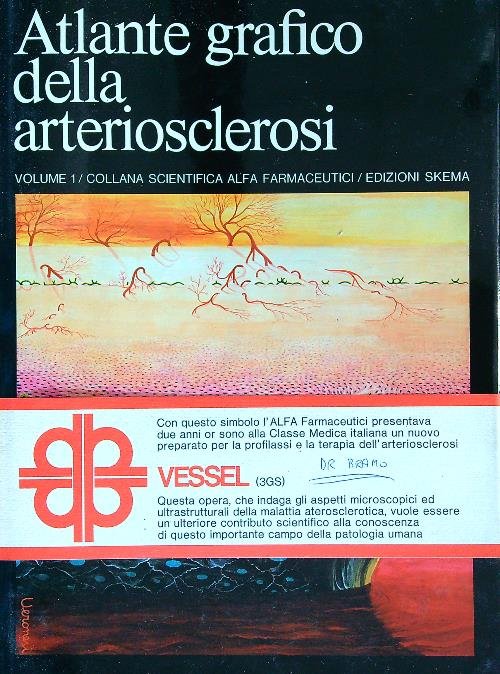 Atlante grafico
della
arteriosclerosi
VOLUME 1 / COLLANA SCIENTIFICA ALFA FARMACEUTICI / EDIZIONI SKEMA
Con questo simbolo l'ALFA Farmaceutici presentava
due anni or sono alla Classe Medica italiana un nuovo
preparato per la profilassi e la terapia dell'arteriosclerosi
VESSEL (3GS) DR BRAMO
Questa opera, che indaga gli aspetti microscopici ed
ultrastrutturali della malattia aterosclerotica, vuole essere
un ulteriore contributo scientifico alla conoscenza
di questo importante campo della patologia umana